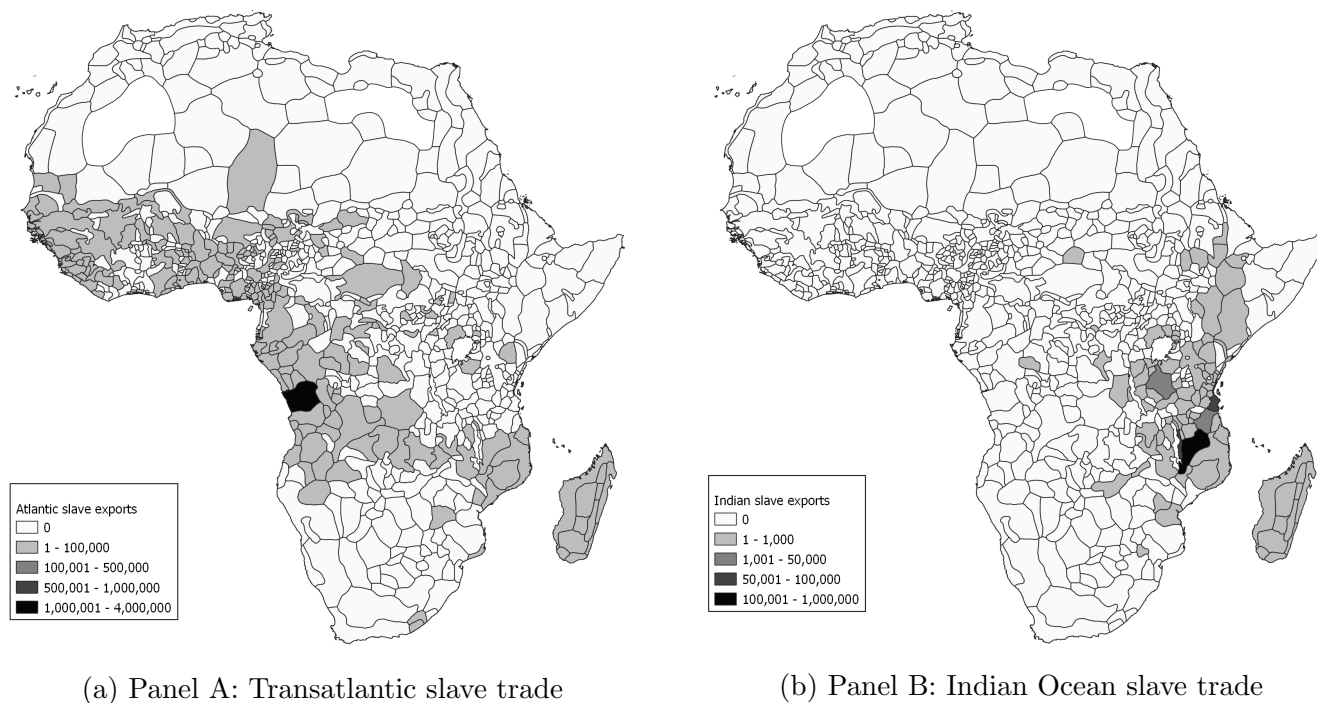 Atlantic slave exports
0
1 - 100,000
100,001 - 500,000
500,001 - 1,000,000
1,000,001 - 4,000,000
(a) Panel A: Transatlantic slave trade
Indian slave exports
0
1 - 1,000
1,001 - 50,000
50,001 - 100,000
100,001 - 1,000,000
(b) Panel B: Indian Ocean slave trade